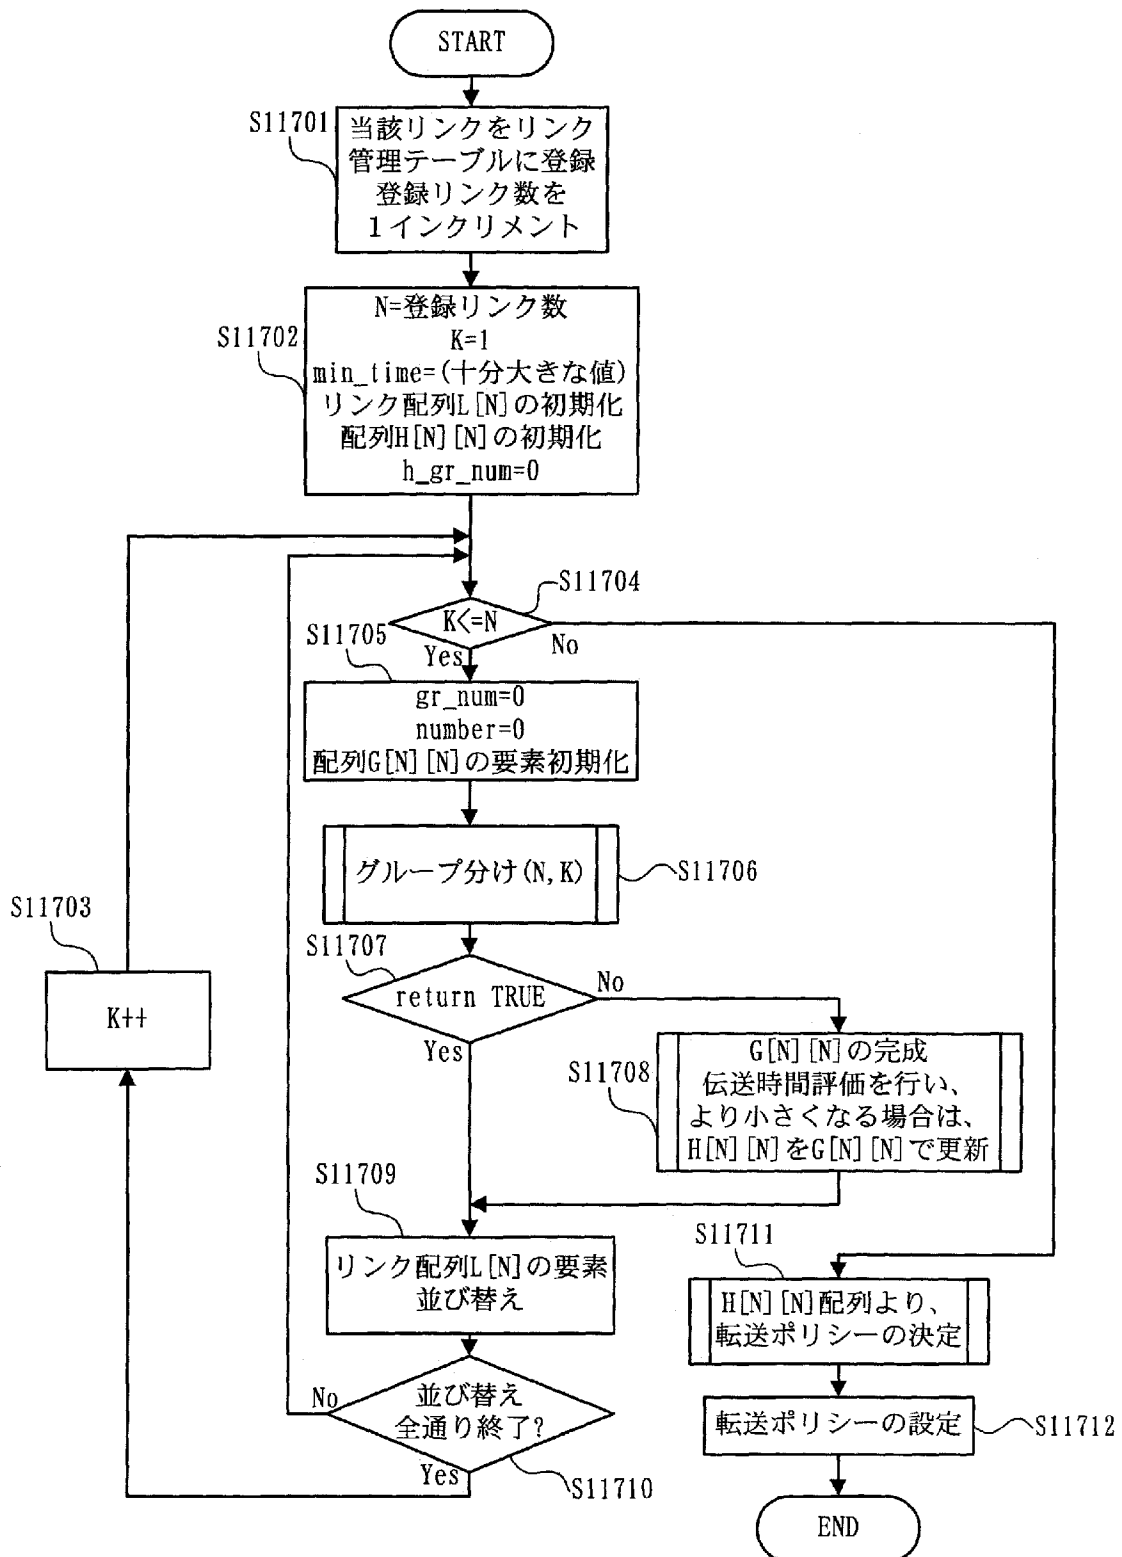 START
S11701
当該リンクをリンク
管理テーブルに登録
登録リンク数を
１インクリメント
S11702
N=登録リンク数
K=1
min_time=(十分大きな値)
リンク配列L[N]の初期化
配列H[N][N]の初期化
h_gr_num=0
S11704
K<=N
Yes
No
S11705
gr_num=0
number=0
配列G[N][N]の要素初期化
グループ分け(N,K)
S11706
S11703
K++
S11707
return TRUE
No
Yes
S11708
G[N][N]の完成
伝送時間評価を行い、
より小さくなる場合は、
H[N][N]をG[N][N]で更新
S11709
リンク配列L[N]の要素
並び替え
S11711
H[N][N]配列より、
転送ポリシーの決定
No
並び替え
全通り終了?
Yes
S11710
転送ポリシーの設定
S11712
END